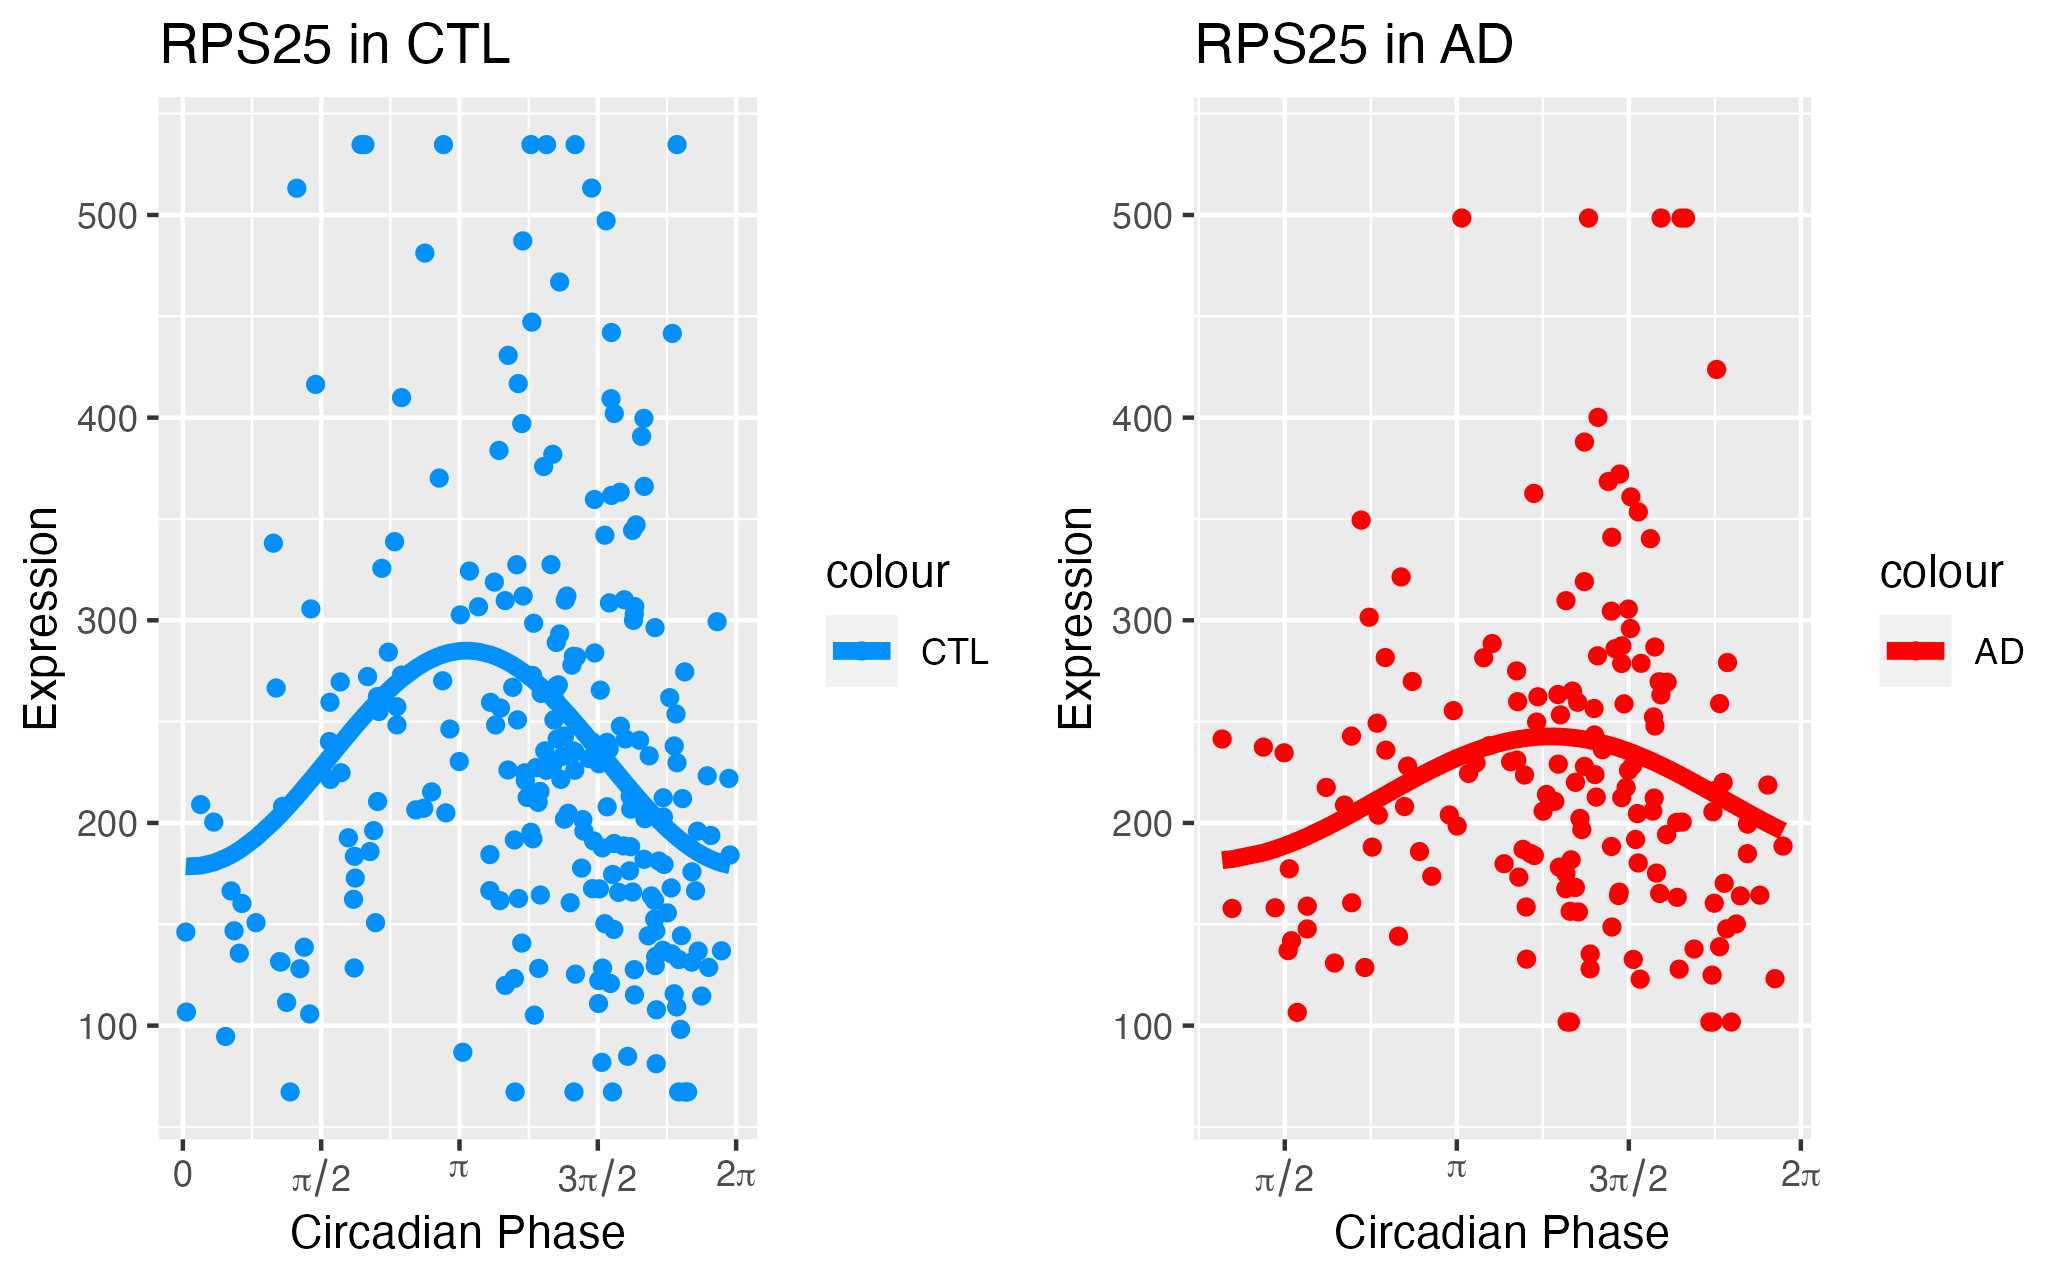 RPS25 in CTL
Expression
500
400
300
200
100
0
π/2
π
3π/2
2π
Circadian Phase
colour
CTL
RPS25 in AD
Expression
500
400
300
200
100
π/2
π
3π/2
2π
Circadian Phase
colour
AD